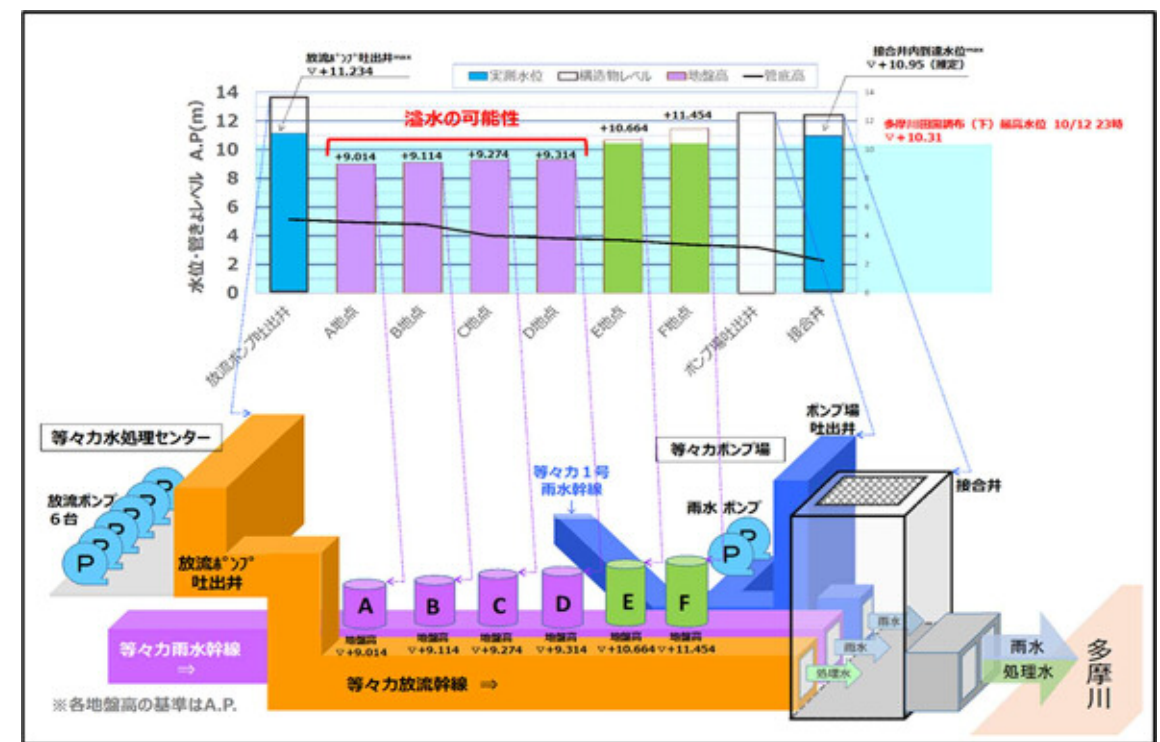 放流ﾎﾟﾝﾌﾟ吐出井max
▽+11.234
接合井内到達水位max
▽+10.95（推定）
実測水位 構造物レベル 地盤高 管底高
溢水の可能性
多摩川田園調布（下）最高水位 10/12 23時
▽+10.31
水位・管きょレベル A.P(m)
14
12
10
8
6
4
2
0
14
12
10
8
6
4
2
0
+9.014
+9.114
+9.274
+9.314
+10.664
+11.454
放流ポンプ吐出井
A地点
B地点
C地点
D地点
E地点
F地点
ポンプ場吐出井
接合井
等々力水処理センター
放流ポンプ
6台
P
P
P
P
P
P
放流ﾎﾟﾝﾌﾟ
吐出井
等々力１号
雨水幹線
等々力ポンプ場
雨水 ポンプ
P
P
ポンプ場
吐出井
接合井
A
B
C
D
E
F
地盤高
▽+9.014
地盤高
▽+9.114
地盤高
▽+9.274
地盤高
▽+9.314
地盤高
▽+10.664
地盤高
▽+11.454
等々力雨水幹線
⇒
等々力放流幹線 ⇒
雨水
雨水
処理水
雨水
処理水
多摩川
※各地盤高の基準はA.P.